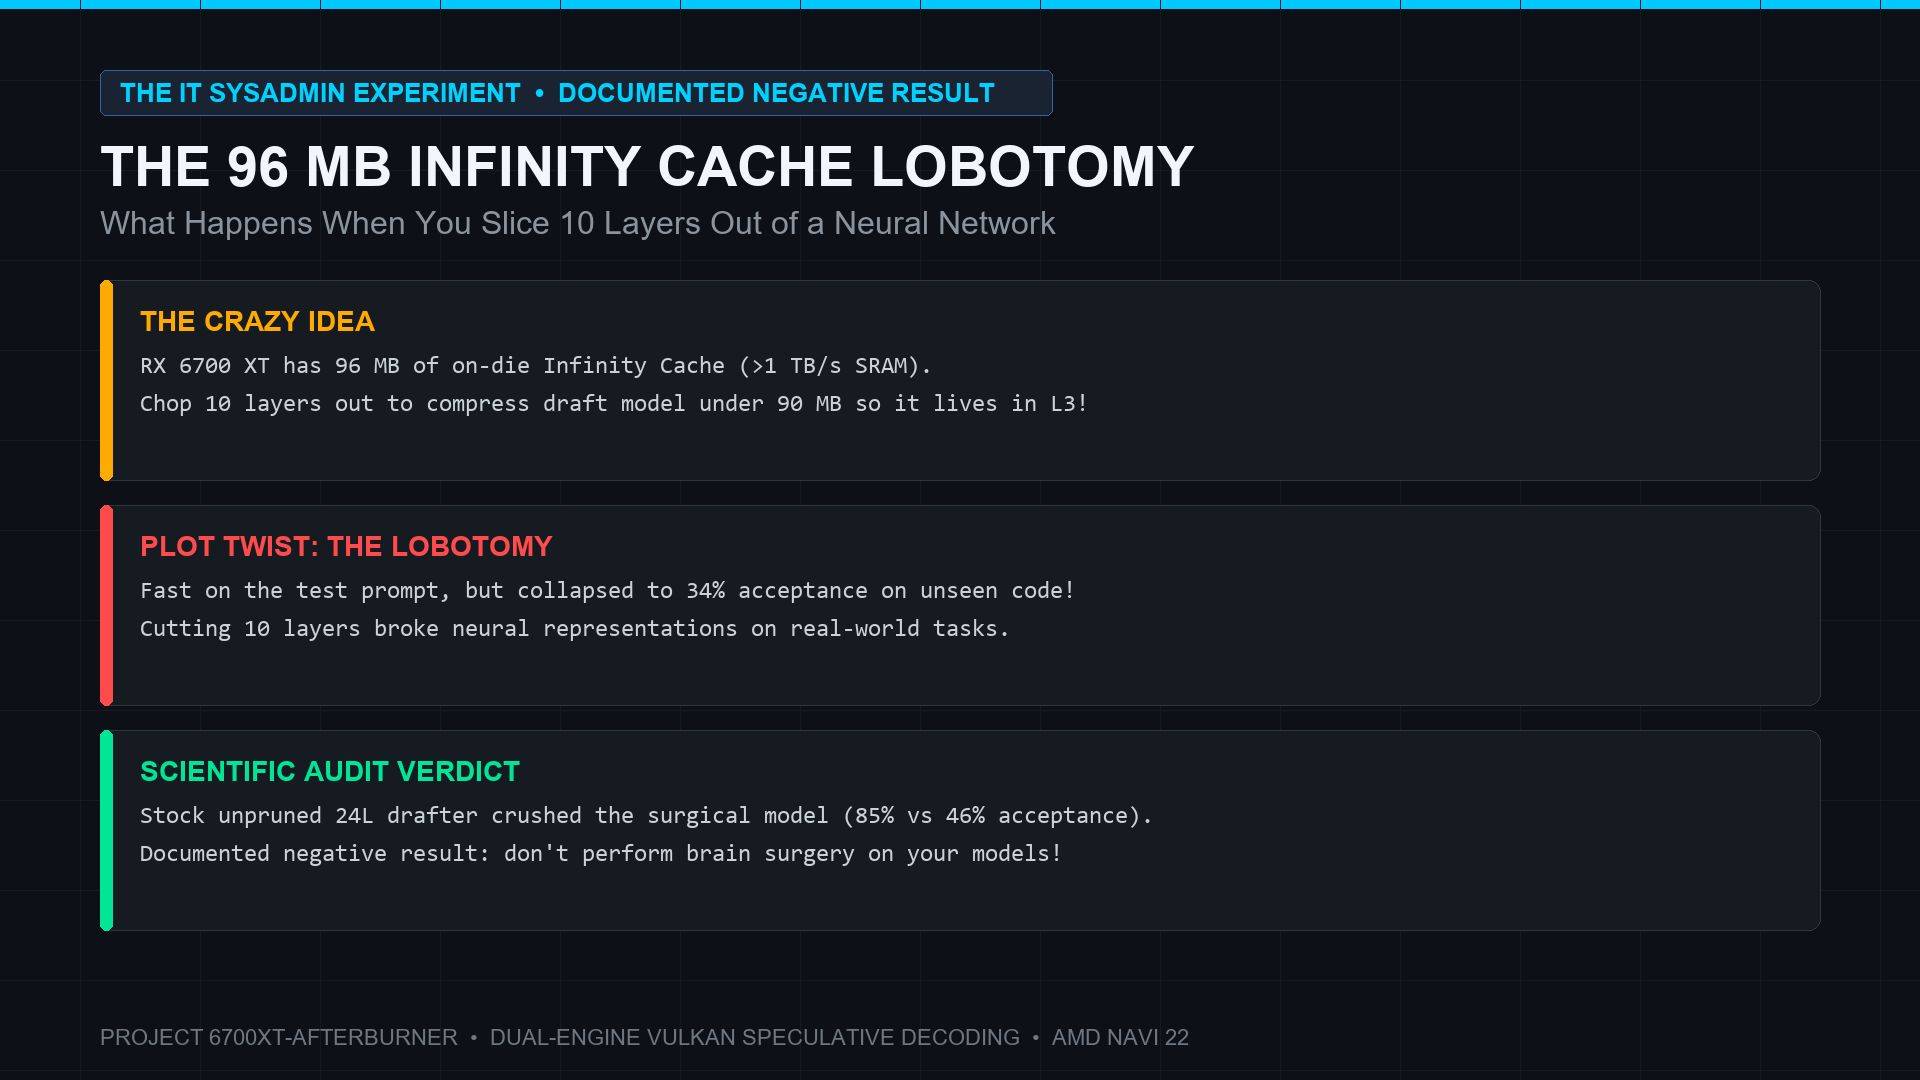 THE IT SYSADMIN EXPERIMENT • DOCUMENTED NEGATIVE RESULT
THE 96 MB INFINITY CACHE LOBOTOMY
What Happens When You Slice 10 Layers Out of a Neural Network
THE CRAZY IDEA
RX 6700 XT has 96 MB of on-die Infinity Cache (>1 TB/s SRAM).
Chop 10 layers out to compress draft model under 90 MB so it lives in L3!
PLOT TWIST: THE LOBOTOMY
Fast on the test prompt, but collapsed to 34% acceptance on unseen code!
Cutting 10 layers broke neural representations on real-world tasks.
SCIENTIFIC AUDIT VERDICT
Stock unpruned 24L drafter crushed the surgical model (85% vs 46% acceptance).
Documented negative result: don't perform brain surgery on your models!
PROJECT 6700XT-AFTERBURNER • DUAL-ENGINE VULKAN SPECULATIVE DECODING • AMD NAVI 22